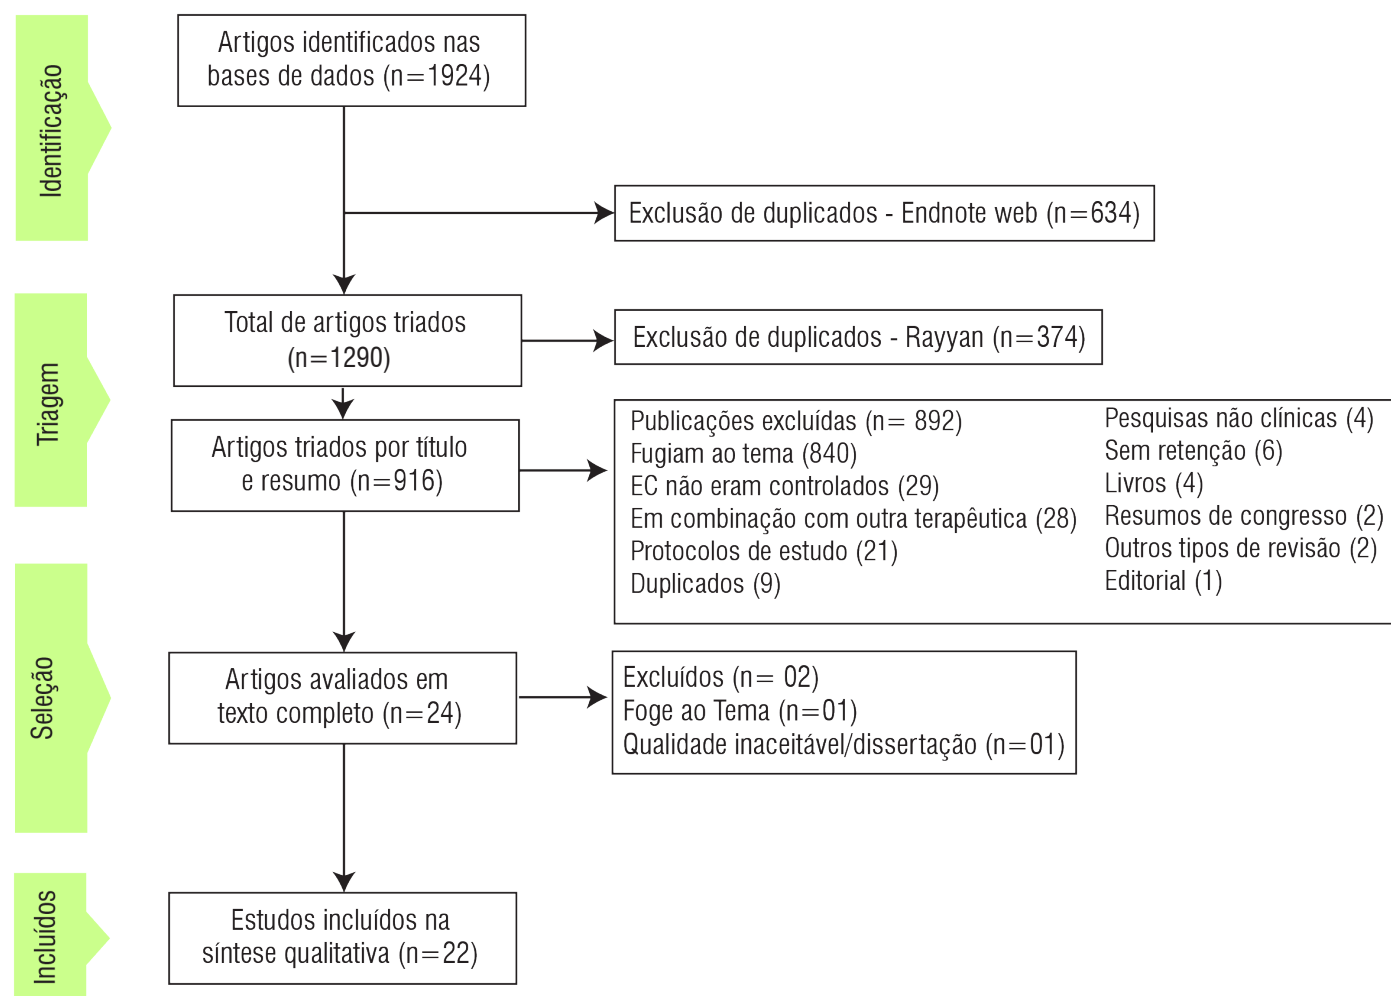 Identificação
Artigos identificados nas
bases de dados (n=1924)
Exclusão de duplicados - Endnote web (n=634)
Triagem
Total de artigos triados
(n=1290)
Exclusão de duplicados - Rayyan (n=374)
Artigos triados por título
e resumo (n=916)
Publicações excluídas (n= 892)
Fugiam ao tema (840)
EC não eram controlados (29)
Em combinação com outra terapêutica (28)
Protocolos de estudo (21)
Duplicados (9)
Pesquisas não clínicas (4)
Sem retenção (6)
Livros (4)
Resumos de congresso (2)
Outros tipos de revisão (2)
Editorial (1)
Seleção
Artigos avaliados em
texto completo (n=24)
Excluídos (n= 02)
Foge ao Tema (n=01)
Qualidade inaceitável/dissertação (n=01)
Incluídos
Estudos incluídos na
síntese qualitativa (n=22)